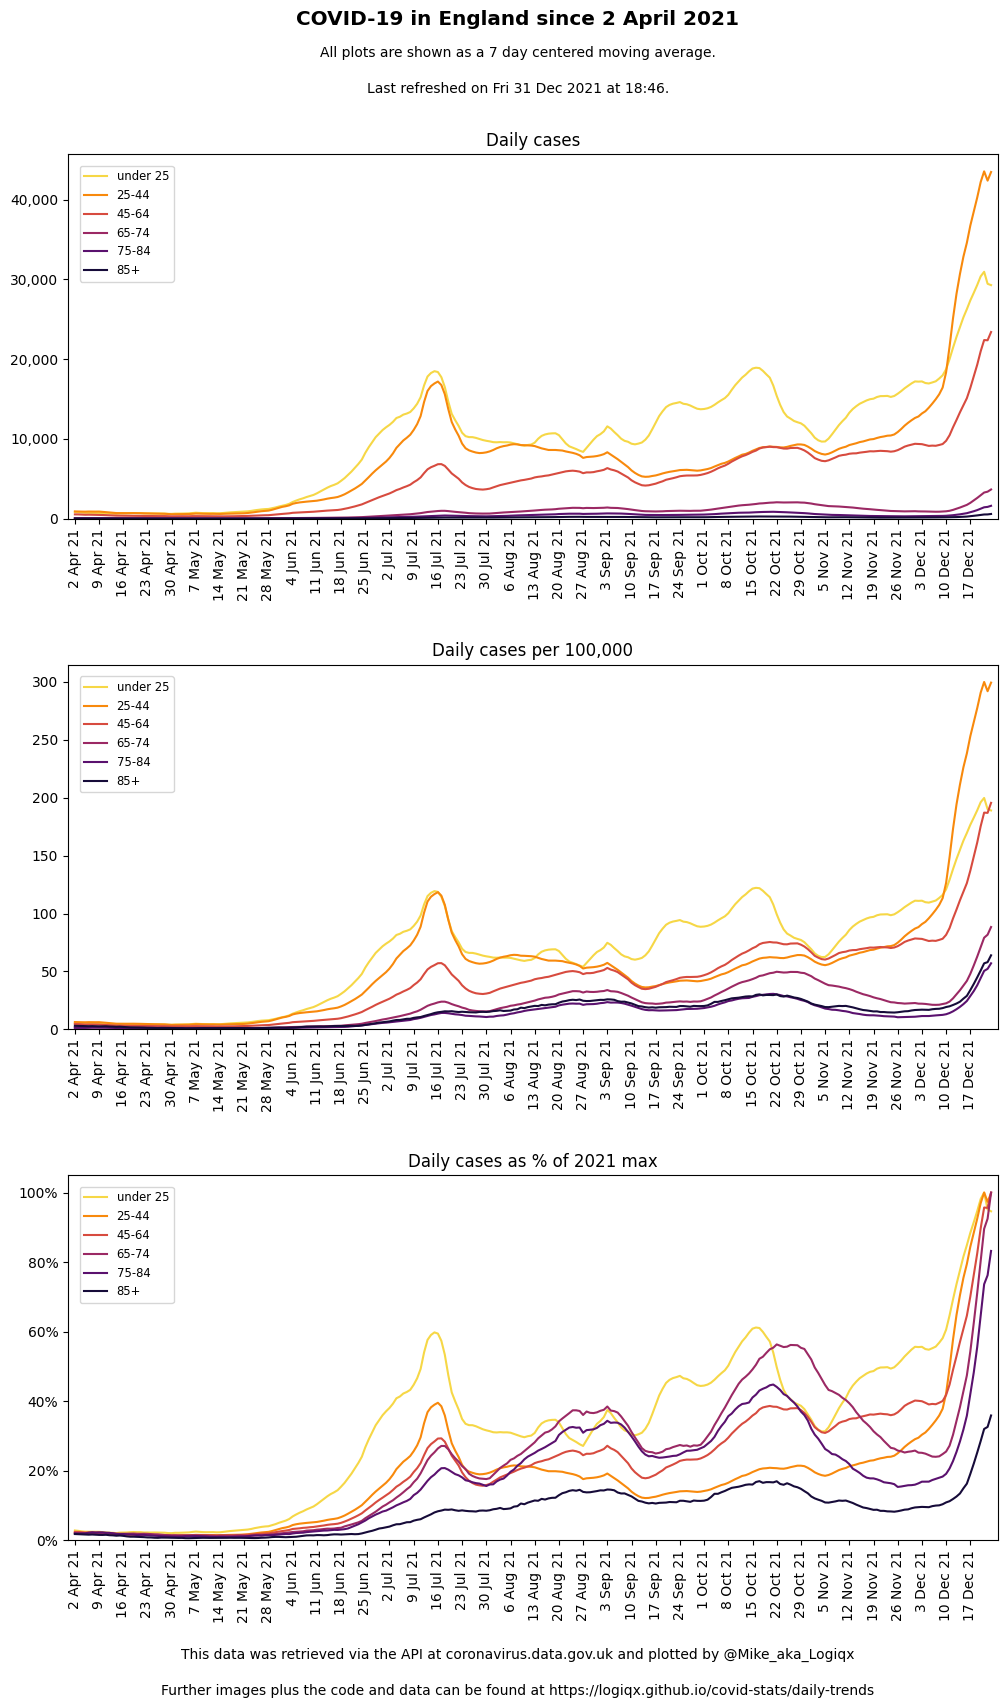 COVID-19 in England since 2 April 2021
All plots are shown as a 7 day centered moving average.
Last refreshed on Fri 31 Dec 2021 at 18:46.
Daily cases
under 25
25-44
45-64
65-74
75-84
85+
40,000
30,000
20,000
10,000
0
2 Apr 21
9 Apr 21
16 Apr 21
23 Apr 21
30 Apr 21
7 May 21
14 May 21
21 May 21
28 May 21
4 Jun 21
11 Jun 21
18 Jun 21
25 Jun 21
2 Jul 21
9 Jul 21
16 Jul 21
23 Jul 21
30 Jul 21
6 Aug 21
13 Aug 21
20 Aug 21
27 Aug 21
3 Sep 21
10 Sep 21
17 Sep 21
24 Sep 21
1 Oct 21
8 Oct 21
15 Oct 21
22 Oct 21
29 Oct 21
5 Nov 21
12 Nov 21
19 Nov 21
26 Nov 21
3 Dec 21
10 Dec 21
17 Dec 21
Daily cases per 100,000
under 25
25-44
45-64
65-74
75-84
85+
300
250
200
150
100
50
0
2 Apr 21
9 Apr 21
16 Apr 21
23 Apr 21
30 Apr 21
7 May 21
14 May 21
21 May 21
28 May 21
4 Jun 21
11 Jun 21
18 Jun 21
25 Jun 21
2 Jul 21
9 Jul 21
16 Jul 21
23 Jul 21
30 Jul 21
6 Aug 21
13 Aug 21
20 Aug 21
27 Aug 21
3 Sep 21
10 Sep 21
17 Sep 21
24 Sep 21
1 Oct 21
8 Oct 21
15 Oct 21
22 Oct 21
29 Oct 21
5 Nov 21
12 Nov 21
19 Nov 21
26 Nov 21
3 Dec 21
10 Dec 21
17 Dec 21
Daily cases as % of 2021 max
under 25
25-44
45-64
65-74
75-84
85+
100%
80%
60%
40%
20%
0%
2 Apr 21
9 Apr 21
16 Apr 21
23 Apr 21
30 Apr 21
7 May 21
14 May 21
21 May 21
28 May 21
4 Jun 21
11 Jun 21
18 Jun 21
25 Jun 21
2 Jul 21
9 Jul 21
16 Jul 21
23 Jul 21
30 Jul 21
6 Aug 21
13 Aug 21
20 Aug 21
27 Aug 21
3 Sep 21
10 Sep 21
17 Sep 21
24 Sep 21
1 Oct 21
8 Oct 21
15 Oct 21
22 Oct 21
29 Oct 21
5 Nov 21
12 Nov 21
19 Nov 21
26 Nov 21
3 Dec 21
10 Dec 21
17 Dec 21
This data was retrieved via the API at coronavirus.data.gov.uk and plotted by @Mike_aka_Logiqx
Further images plus the code and data can be found at https://logiqx.github.io/covid-stats/daily-trends